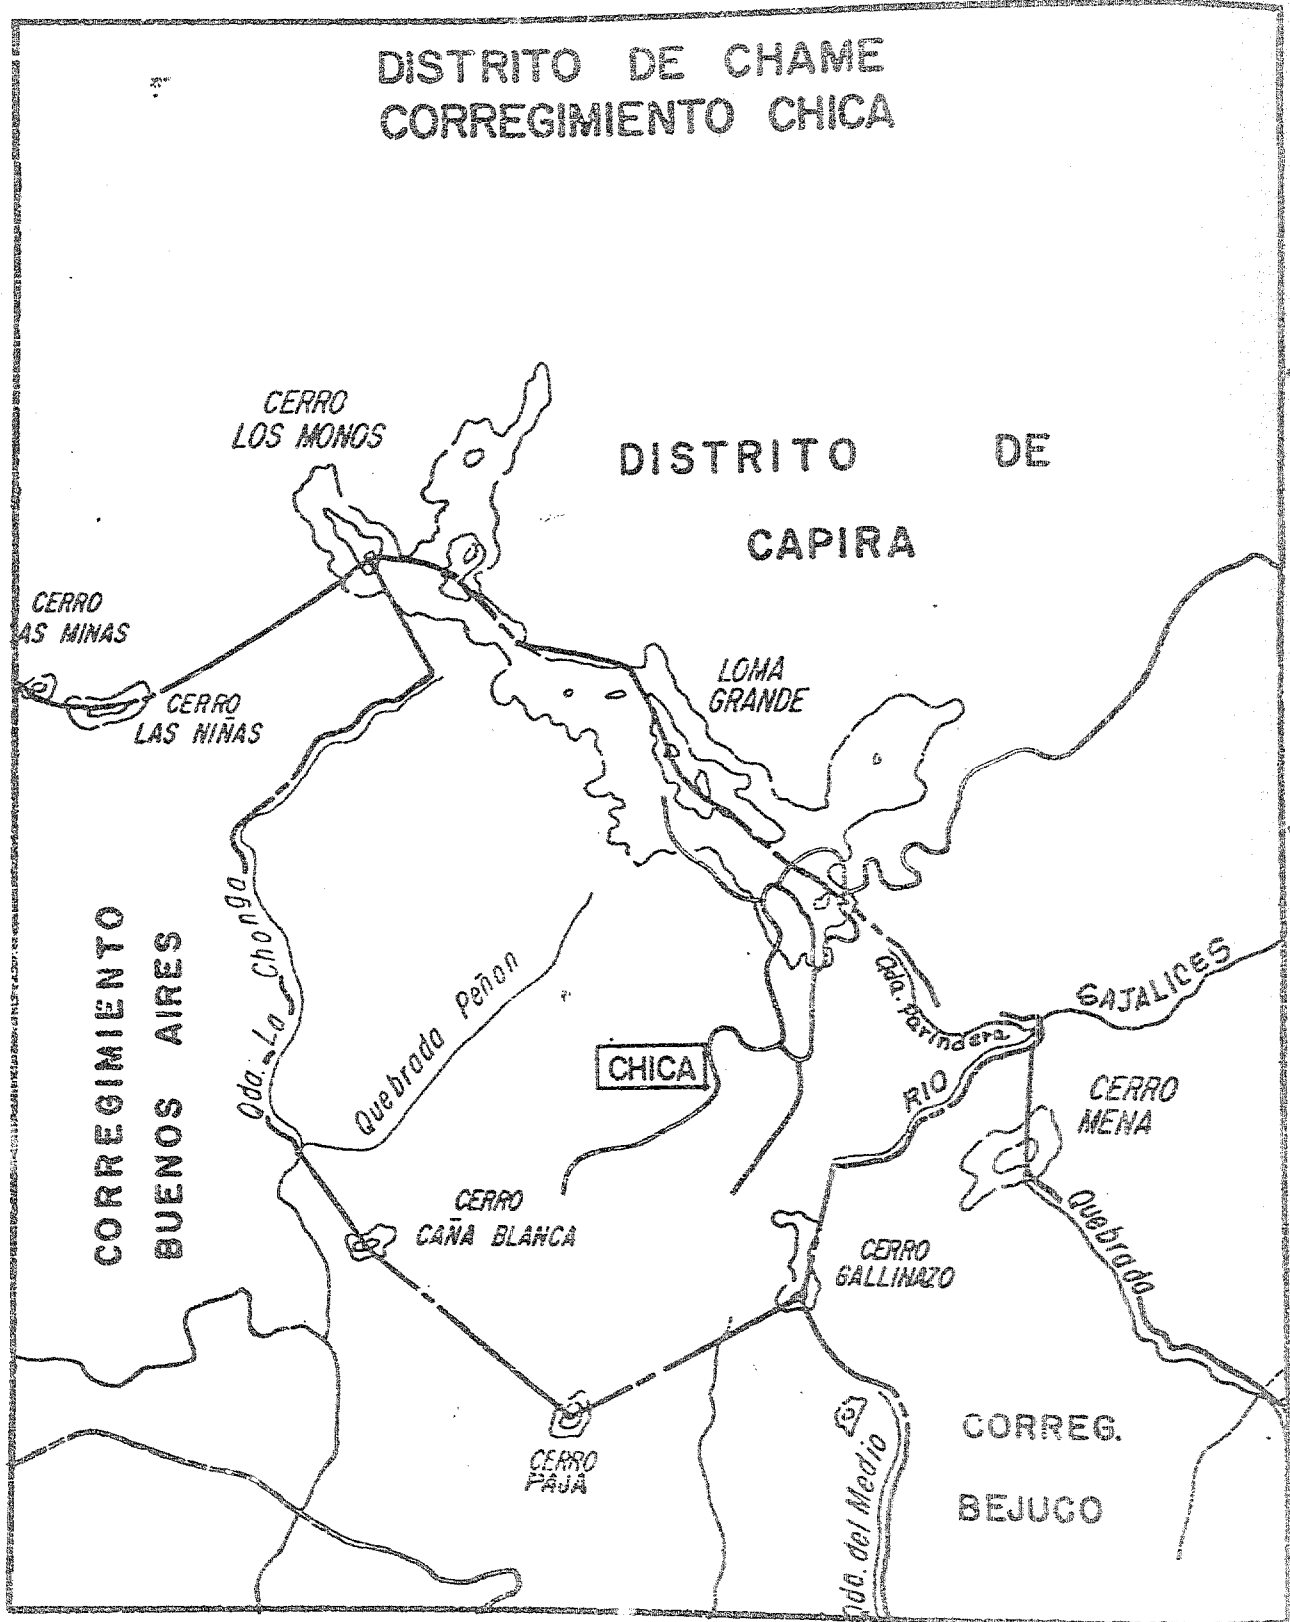 DISTRITO DE CHAME
CORREGIMIENTO CHICA
CERRO
LOS MONOS
DISTRITO DE
CAPIRA
CERRO
AS MINAS
CERRO
LAS NIÑAS
LOMA
GRANDE
CORREGIMIENTO
BUENOS AIRES
Qda. La Chonga
Quebrada Peñon
CHICA
Qda. Parindera
RIO SAJALICES
CERRO
MENA
Quebrada
CERRO
CAÑA BLANCA
CERRO
GALLINAZO
CERRO
PAJA
Qda. del Medio
CORREG.
BEJUCO